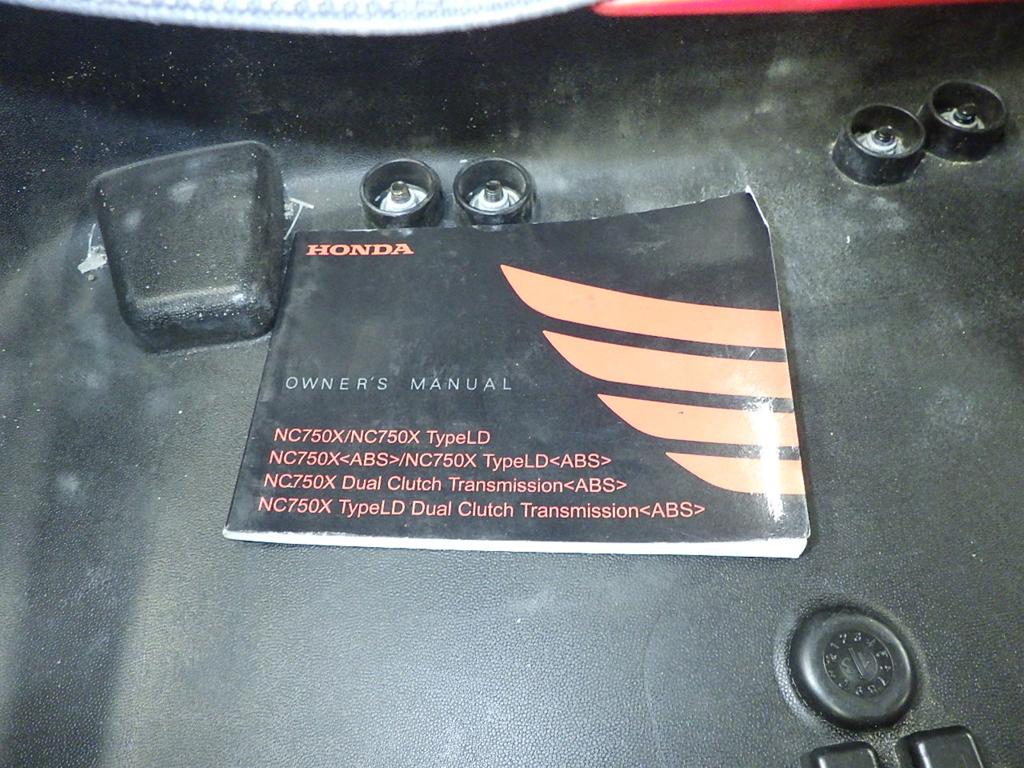 HONDA
OWNER'S MANUAL
NC750X/NC750X TypeLD
NC750X<ABS>/NC750X TypeLD<ABS>
NC750X Dual Clutch Transmission<ABS>
NC750X TypeLD Dual Clutch Transmission<ABS>